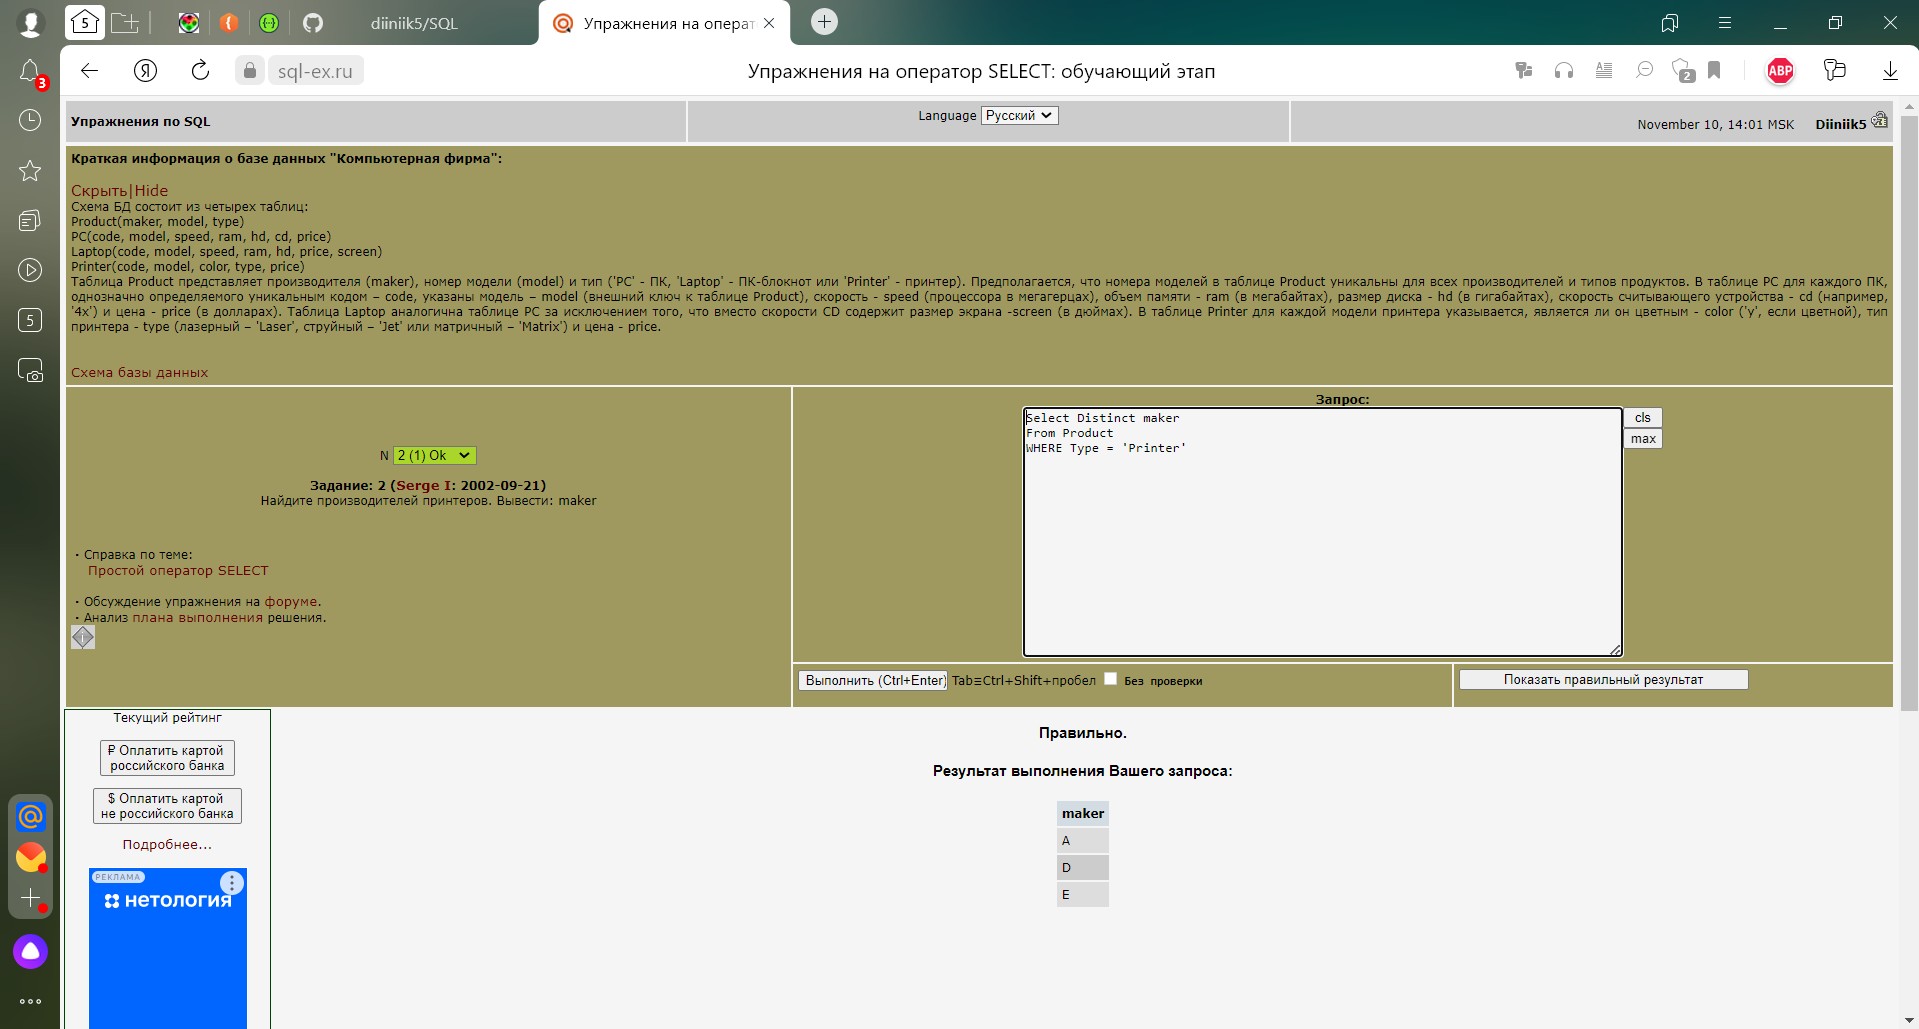 5
diiniik5/SQL
Упражнения на операт
3
sql-ex.ru
Упражнения на оператор SELECT: обучающий этап
2
ABP
Упражнения по SQL
Language Русский
November 10, 14:01 MSK Diiniik5
Краткая информация о базе данных "Компьютерная фирма":
Скрыть|Hide
Схема БД состоит из четырех таблиц:
Product(maker, model, type)
PC(code, model, speed, ram, hd, cd, price)
Laptop(code, model, speed, ram, hd, price, screen)
Printer(code, model, color, type, price)
Таблица Product представляет производителя (maker), номер модели (model) и тип ('PC' - ПК, 'Laptop' - ПК-блокнот или 'Printer' - принтер). Предполагается, что номера моделей в таблице Product уникальны для всех производителей и типов продуктов. В таблице PC для каждого ПК,
однозначно определяемого уникальным кодом – code, указаны модель – model (внешний ключ к таблице Product), скорость - speed (процессора в мегагерцах), объем памяти - ram (в мегабайтах), размер диска - hd (в гигабайтах), скорость считывающего устройства - cd (например,
'4x') и цена - price (в долларах). Таблица Laptop аналогична таблице РС за исключением того, что вместо скорости CD содержит размер экрана -screen (в дюймах). В таблице Printer для каждой модели принтера указывается, является ли он цветным - color ('y', если цветной), тип
принтера - type (лазерный – 'Laser', струйный – 'Jet' или матричный – 'Matrix') и цена - price.
Схема базы данных
N 2 (1) Ok
Задание: 2 (Serge I: 2002-09-21)
Найдите производителей принтеров. Вывести: maker
· Справка по теме:
Простой оператор SELECT
· Обсуждение упражнения на форуме.
· Анализ плана выполнения решения.
Запрос:
Select Distinct maker
From Product
WHERE Type = 'Printer'
cls
max
Выполнить (Ctrl+Enter) Tab≡Ctrl+Shift+пробел Без проверки
Показать правильный результат
5
Текущий рейтинг
₽ Оплатить картой
российского банка
$ Оплатить картой
не российского банка
Подробнее...
РЕКЛАМА
нетология
Правильно.
Результат выполнения Вашего запроса:
maker
A
D
E